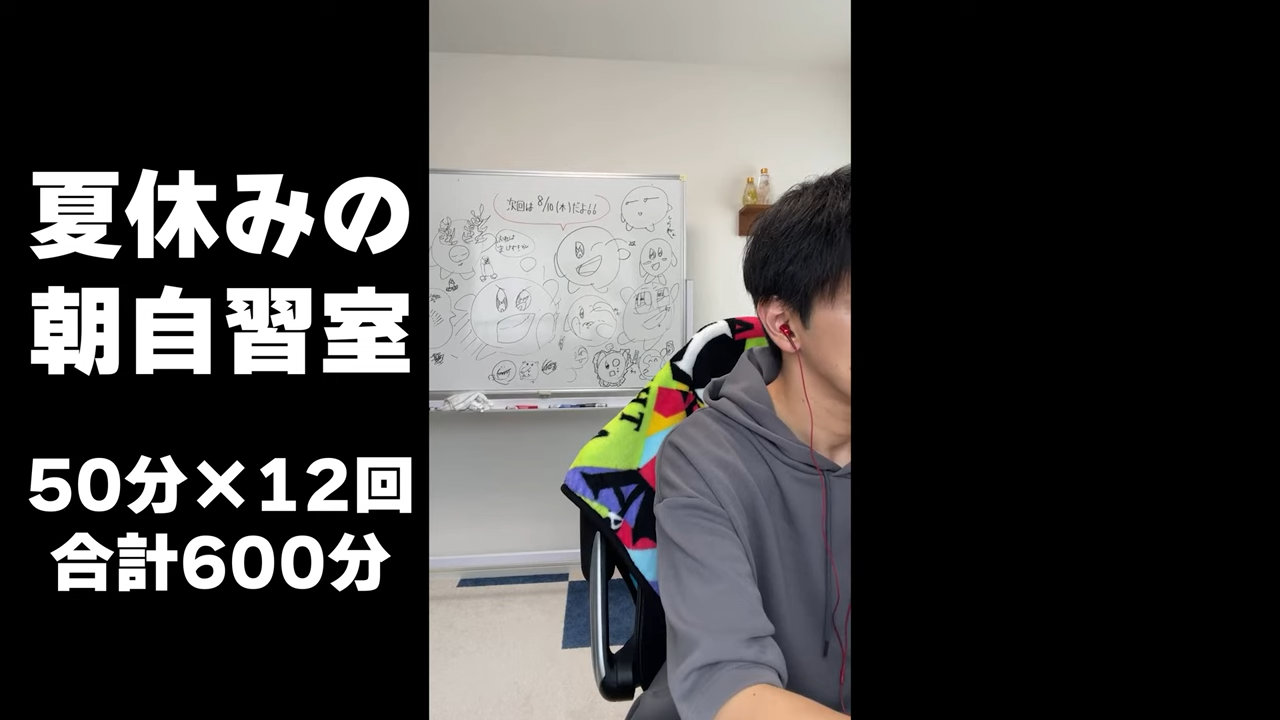 夏休みの
朝自習室
50分×12回
合計600分
次回は 8/10(木)だよ!!